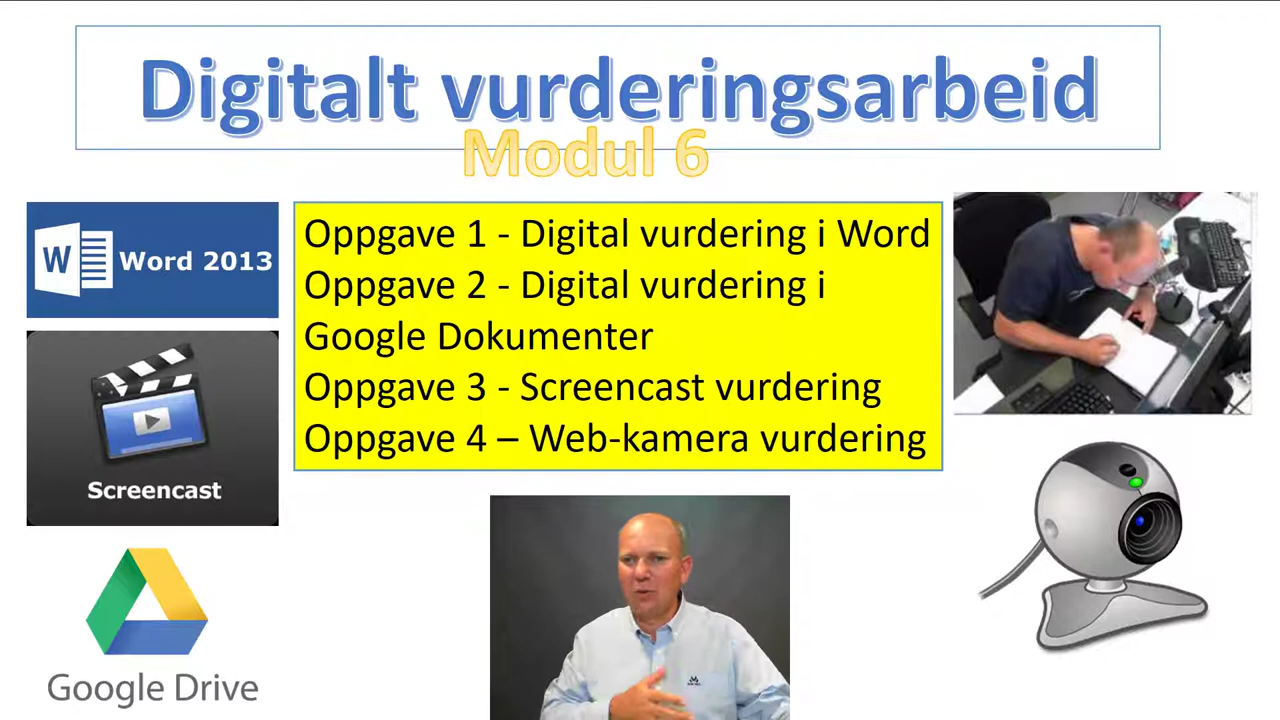 Digitalt vurderingsarbeid
Modul 6
Word 2013
Oppgave 1 - Digital vurdering i Word
Oppgave 2 - Digital vurdering i
Google Dokumenter
Oppgave 3 - Screencast vurdering
Oppgave 4 – Web-kamera vurdering
Screencast
Google Drive